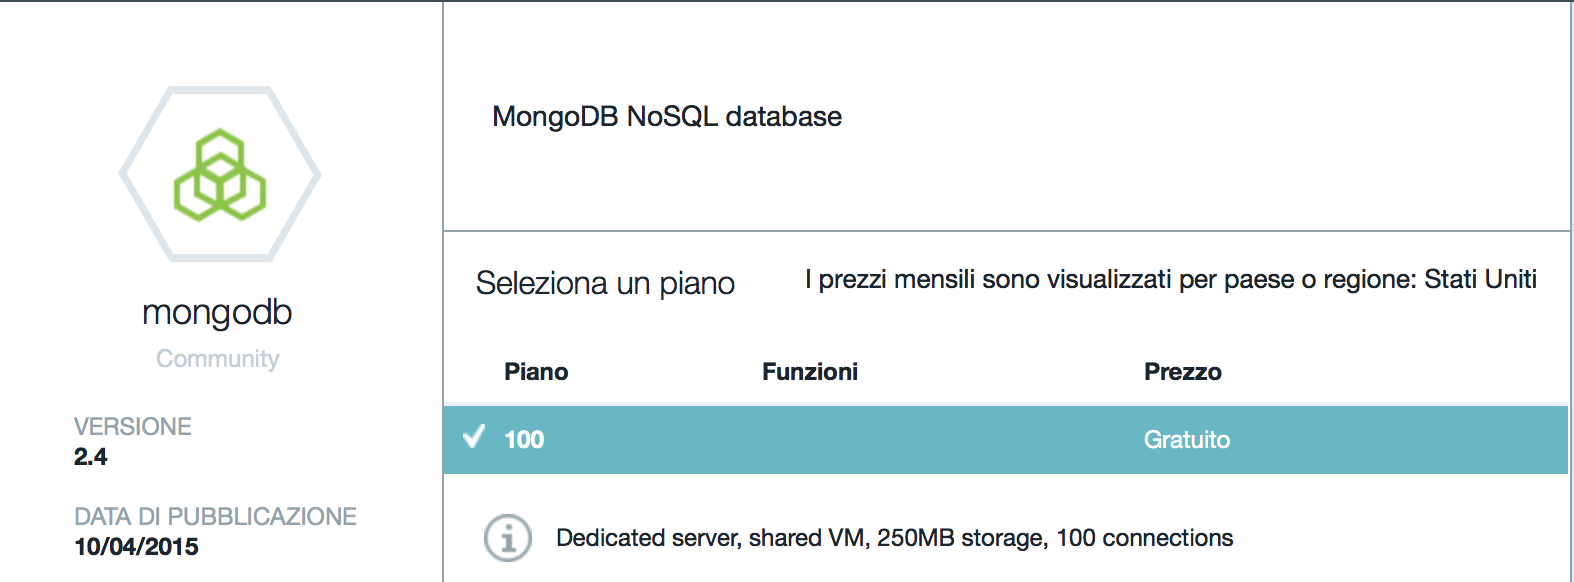 mongodb
Community
VERSIONE
2.4
DATA DI PUBBLICAZIONE
10/04/2015
MongoDB NoSQL database
Seleziona un piano
I prezzi mensili sono visualizzati per paese o regione: Stati Uniti
Piano Funzioni Prezzo
100 Gratuito
Dedicated server, shared VM, 250MB storage, 100 connections